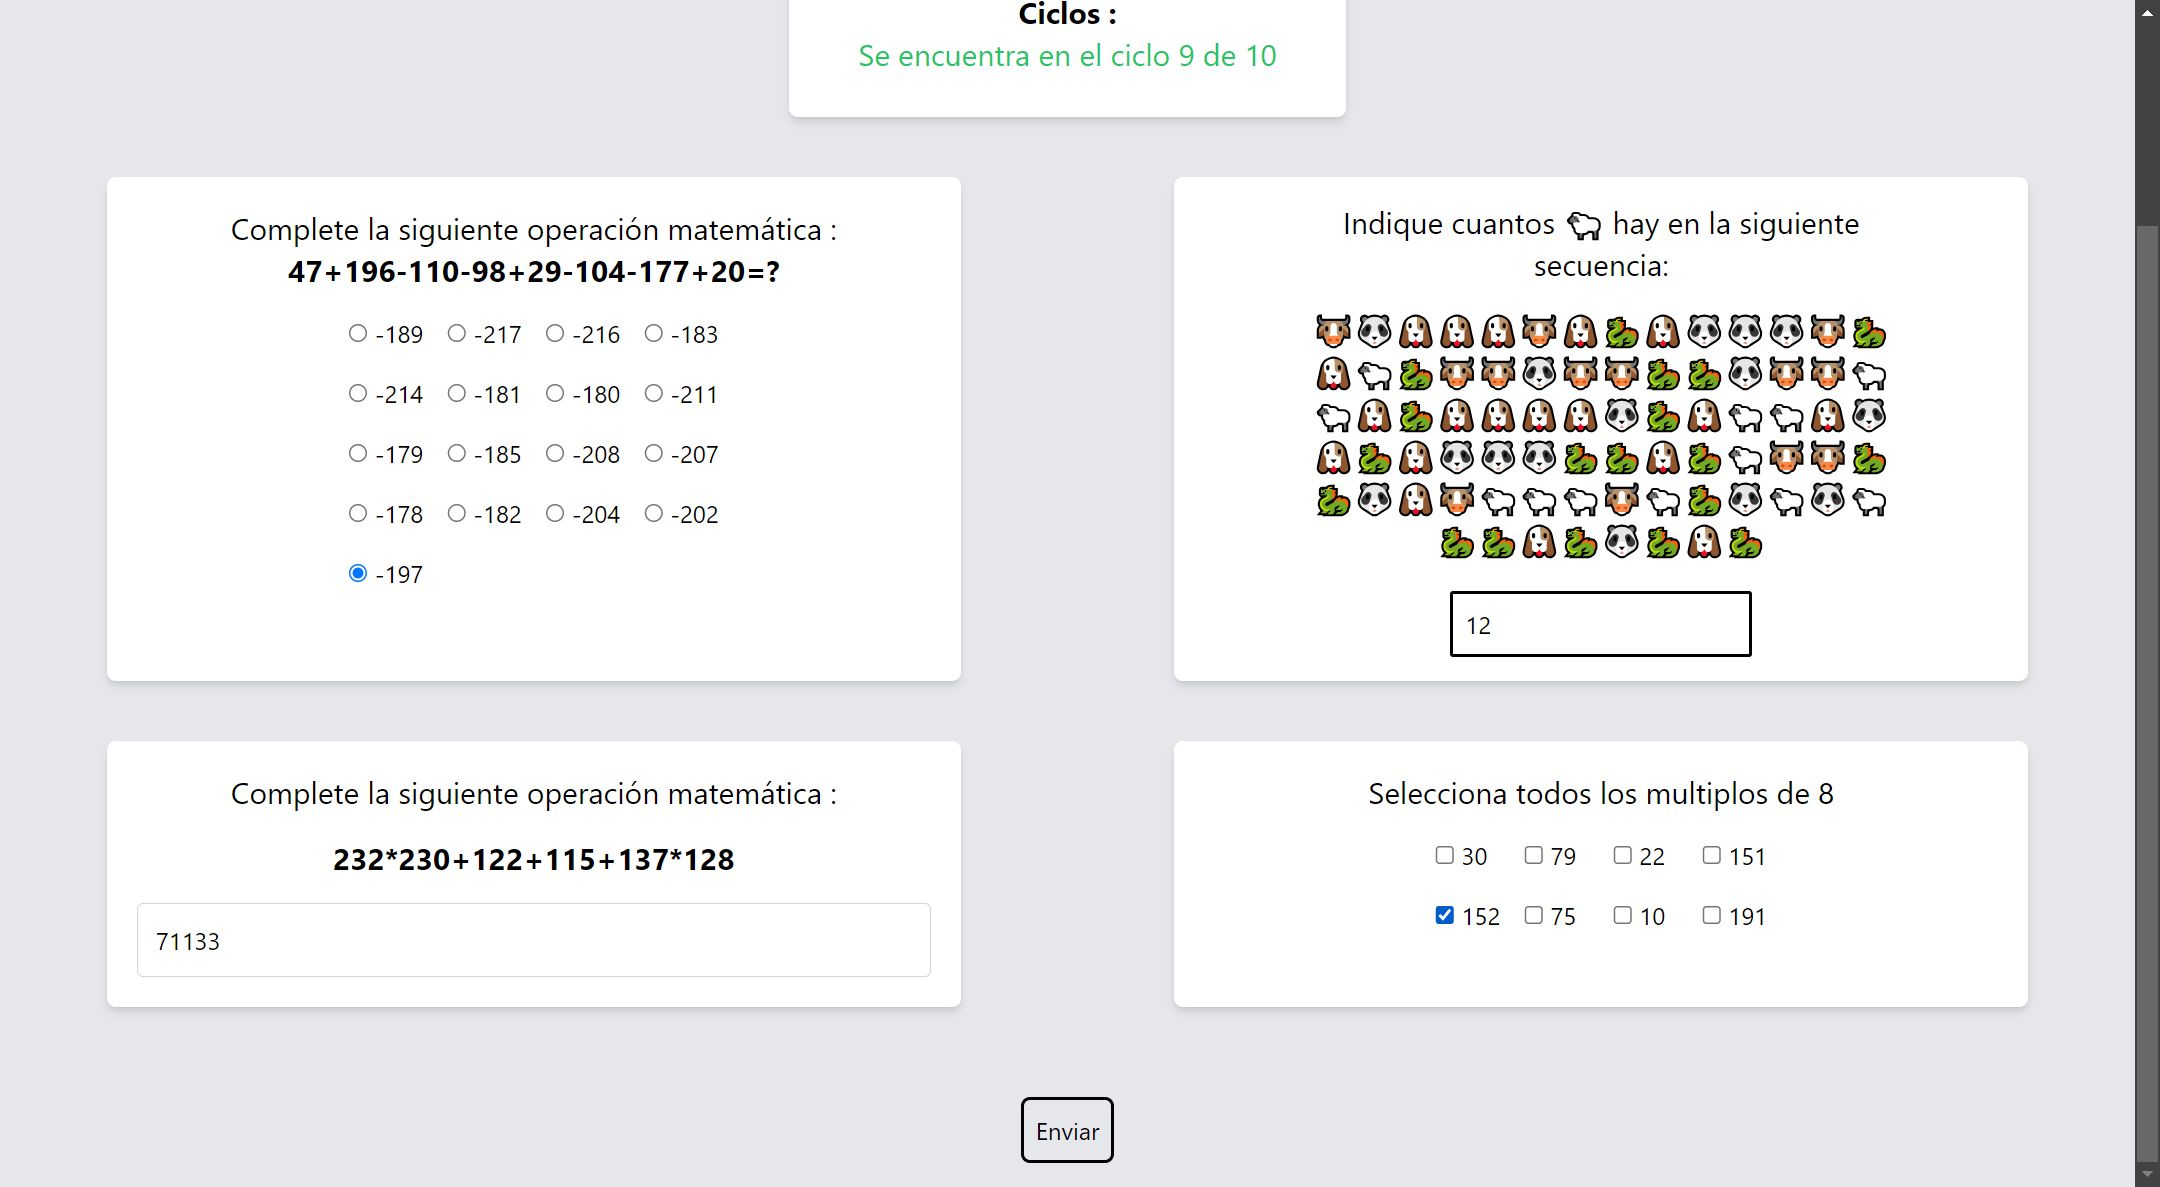 Ciclos :
Se encuentra en el ciclo 9 de 10
Complete la siguiente operación matemática :
47+196-110-98+29-104-177+20=?
-189 -217 -216 -183
-214 -181 -180 -211
-179 -185 -208 -207
-178 -182 -204 -202
-197
Indique cuantos 🐑 hay en la siguiente
secuencia:
12
Complete la siguiente operación matemática :
232*230+122+115+137*128
71133
Selecciona todos los multiplos de 8
30 79 22 151
152 75 10 191
Enviar